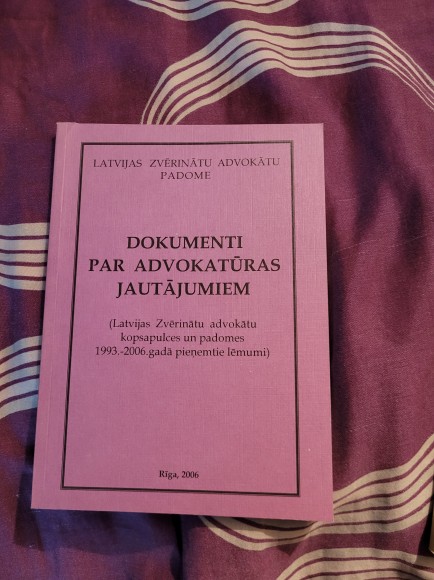 LATVIJAS ZVĒRINĀTU ADVOKĀTU
PADOME
DOKUMENTI
PAR ADVOKATŪRAS
JAUTĀJUMIEM
(Latvijas Zvērinātu advokātu
kopsapulces un padomes
1993.-2006.gadā pieņemtie lēmumi)
Rīga, 2006